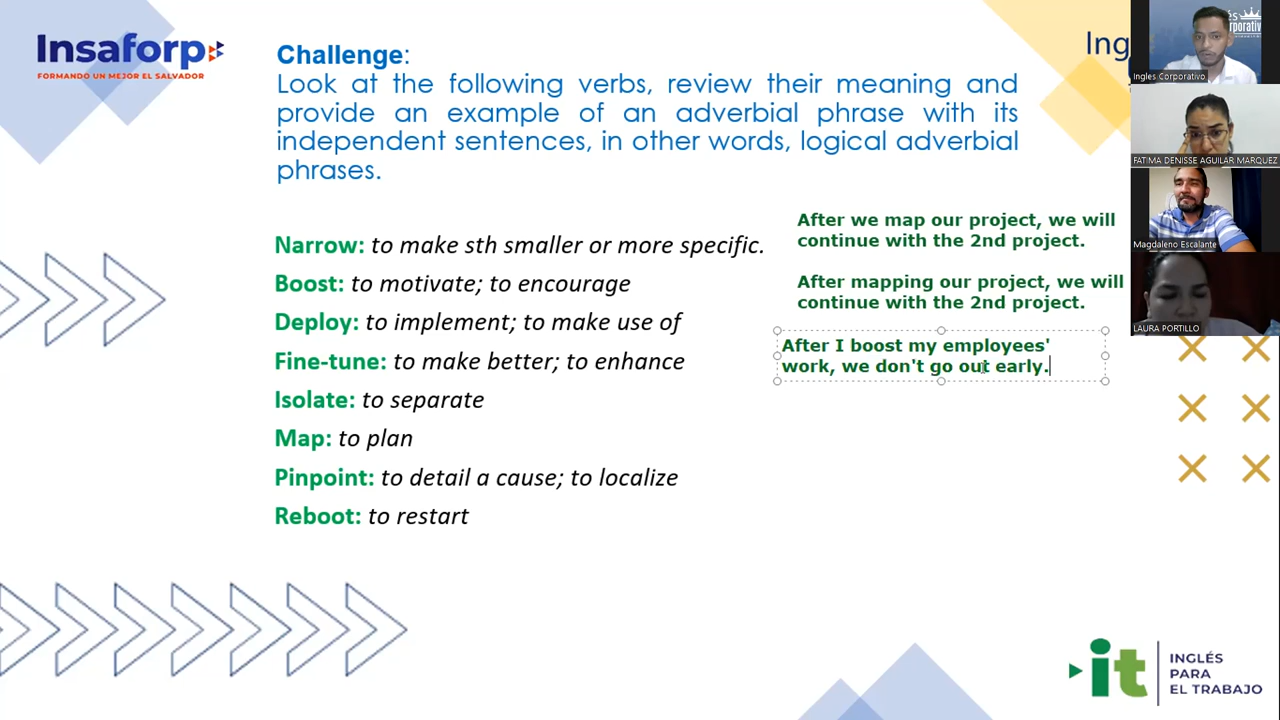 Insaforp
FORMANDO UN MEJOR EL SALVADOR
Challenge:
Look at the following verbs, review their meaning and
provide an example of an adverbial phrase with its
independent sentences, in other words, logical adverbial
phrases.
Narrow: to make sth smaller or more specific.
Boost: to motivate; to encourage
Deploy: to implement; to make use of
Fine-tune: to make better; to enhance
Isolate: to separate
Map: to plan
Pinpoint: to detail a cause; to localize
Reboot: to restart
After we map our project, we will
continue with the 2nd project.
After mapping our project, we will
continue with the 2nd project.
After I boost my employees'
work, we don't go out early.
Ing
Ingles Corporativo
FATIMA DENISSE AGUILAR MARQUEZ
Magdaleno Escalante
LAURA PORTILLO
it
INGLÉS
PARA
EL TRABAJO